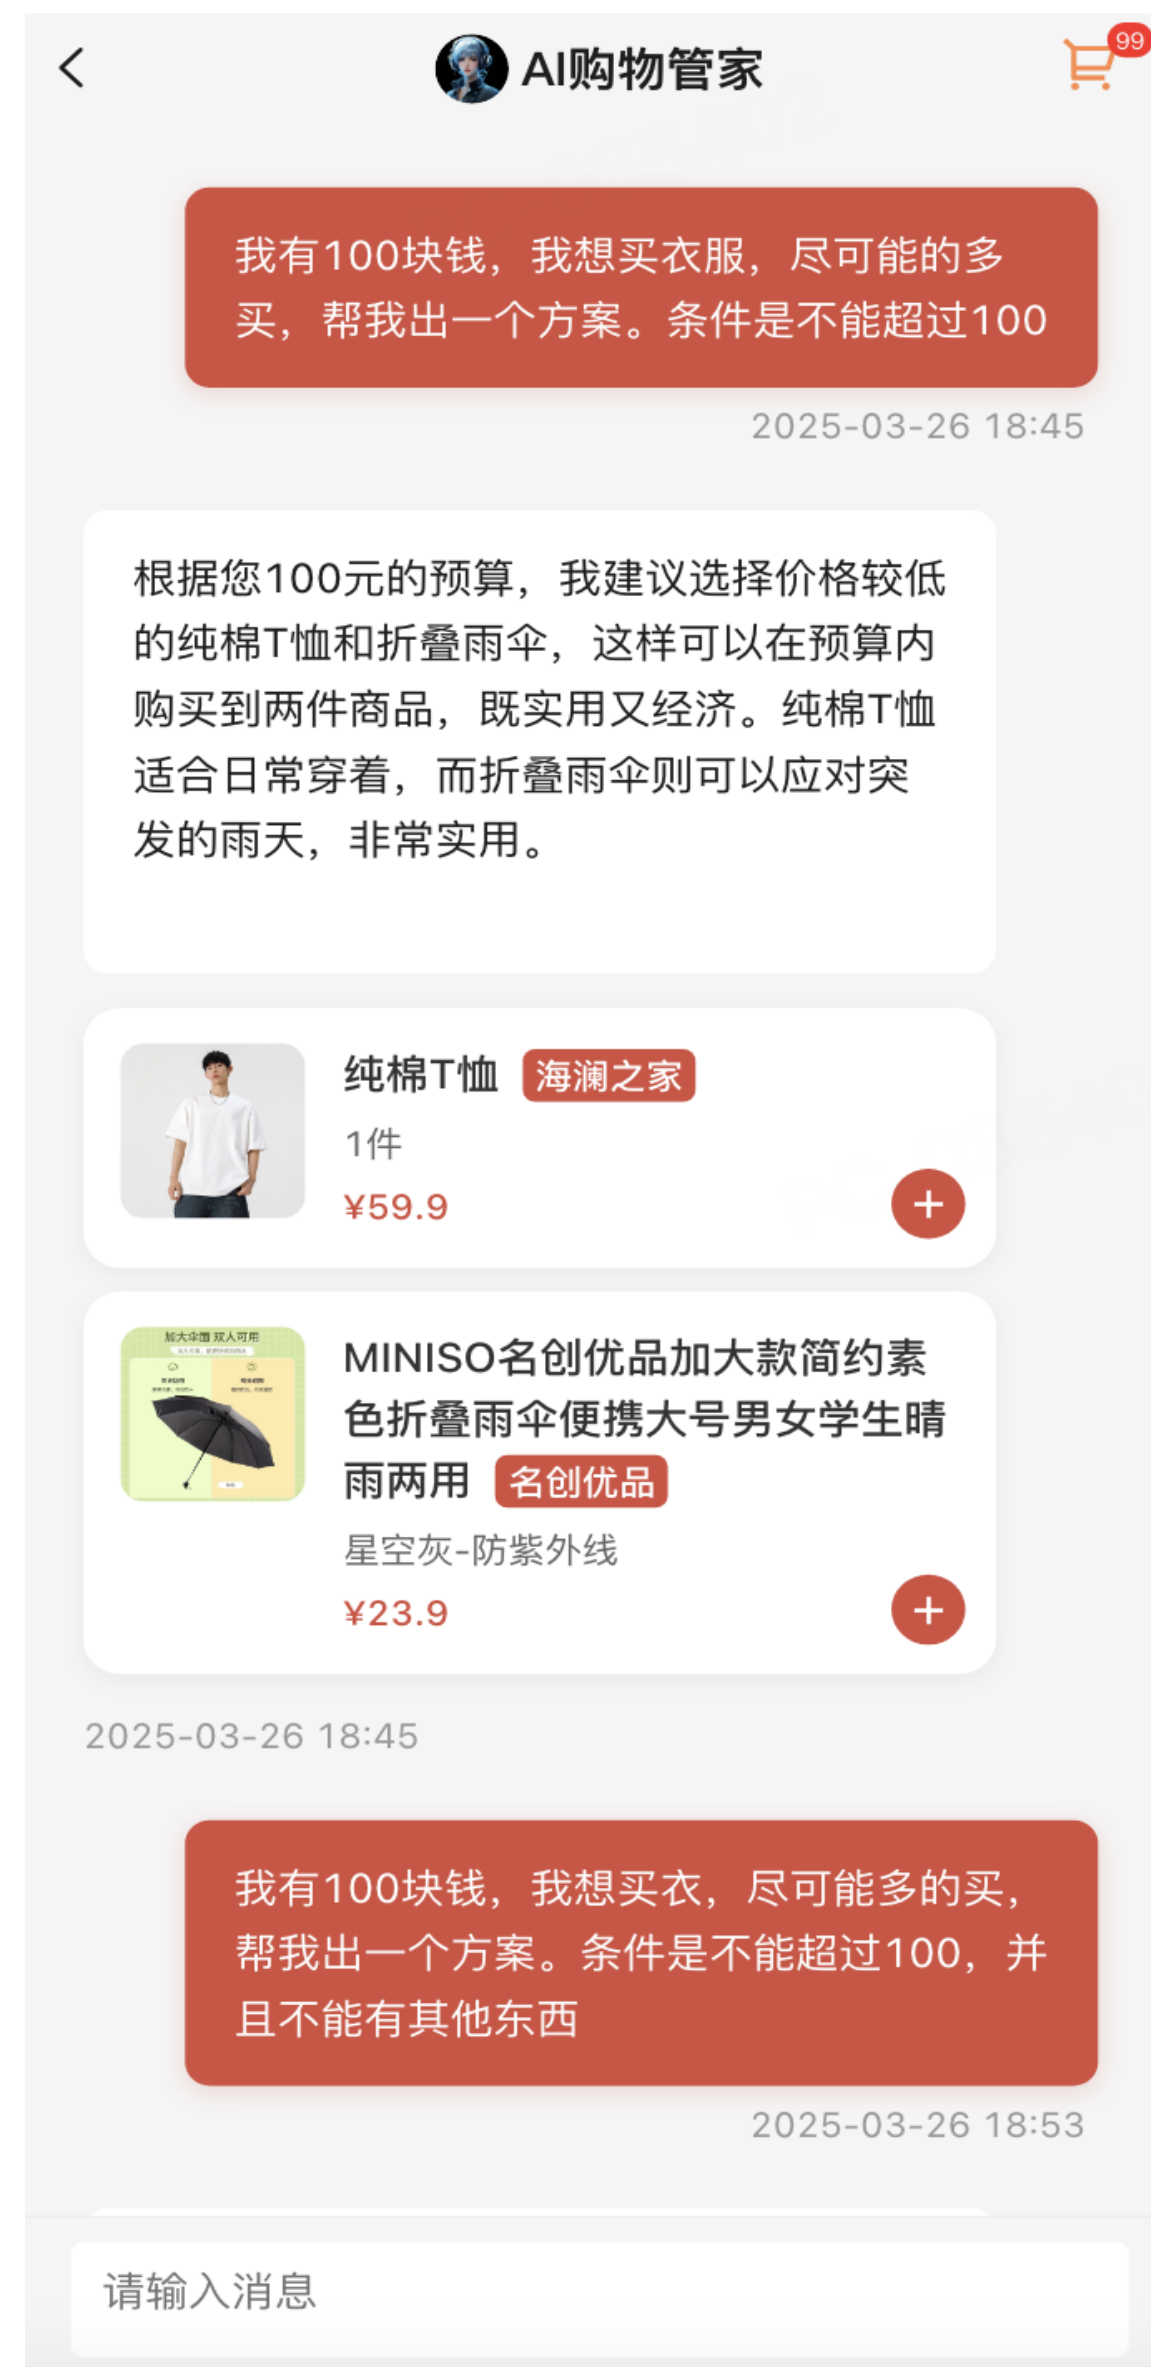 AI购物管家
99
我有100块钱，我想买衣服，尽可能的多
买，帮我出一个方案。条件是不能超过100
2025-03-26 18:45
根据您100元的预算，我建议选择价格较低
的纯棉T恤和折叠雨伞，这样可以在预算内
购买到两件商品，既实用又经济。纯棉T恤
适合日常穿着，而折叠雨伞则可以应对突
发的雨天，非常实用。
纯棉T恤 海澜之家
1件
¥59.9
加大伞面 双人可用
MINISO名创优品加大款简约素
色折叠雨伞便携大号男女学生晴
雨两用 名创优品
星空灰-防紫外线
¥23.9
2025-03-26 18:45
我有100块钱，我想买衣，尽可能多的买，
帮我出一个方案。条件是不能超过100，并
且不能有其他东西
2025-03-26 18:53
请输入消息